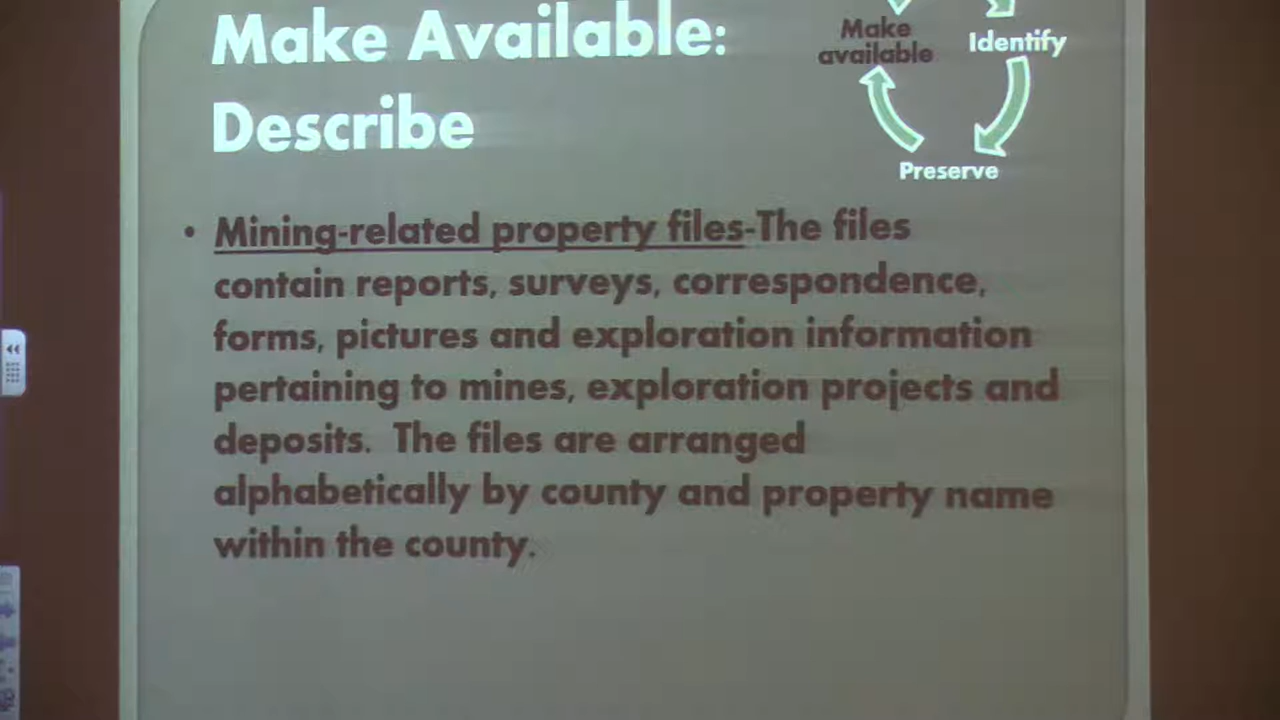 Make Available:
Describe
Make
available
Identify
Preserve
• Mining-related property files-The files
contain reports, surveys, correspondence,
forms, pictures and exploration information
pertaining to mines, exploration projects and
deposits. The files are arranged
alphabetically by county and property name
within the county.